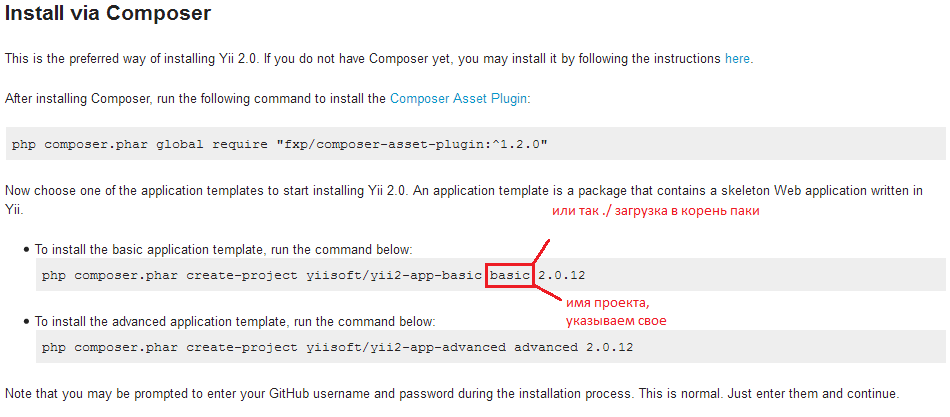 Install via Composer
This is the preferred way of installing Yii 2.0. If you do not have Composer yet, you may install it by following the instructions here.
After installing Composer, run the following command to install the Composer Asset Plugin:
php composer.phar global require "fxp/composer-asset-plugin:^1.2.0"
Now choose one of the application templates to start installing Yii 2.0. An application template is a package that contains a skeleton Web application written in
Yii.
или так ./ загрузка в корень паки
• To install the basic application template, run the command below:
php composer.phar create-project yiisoft/yii2-app-basic basic 2.0.12
имя проекта,
указываем свое
• To install the advanced application template, run the command below:
php composer.phar create-project yiisoft/yii2-app-advanced advanced 2.0.12
Note that you may be prompted to enter your GitHub username and password during the installation process. This is normal. Just enter them and continue.